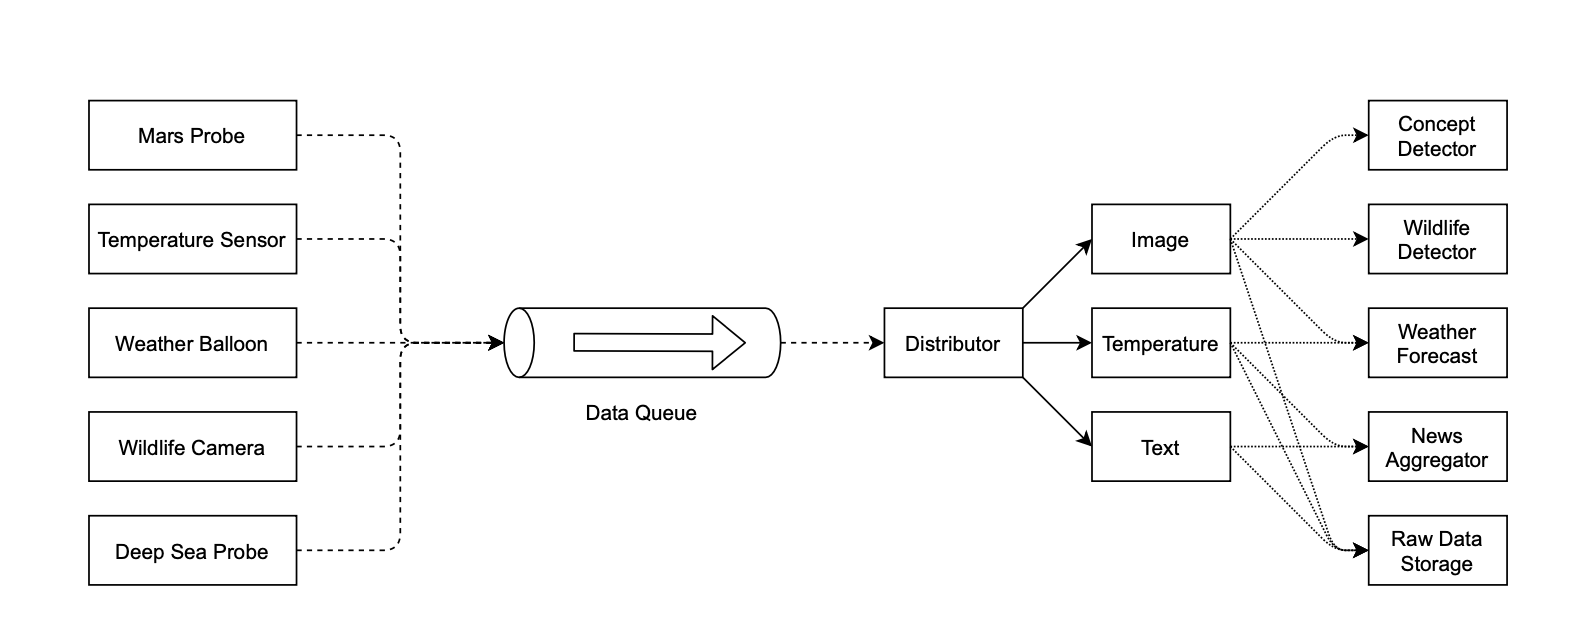 Mars Probe
Temperature Sensor
Weather Balloon
Wildlife Camera
Deep Sea Probe
Data Queue
Distributor
Image
Temperature
Text
Concept
Detector
Wildlife
Detector
Weather
Forecast
News
Aggregator
Raw Data
Storage